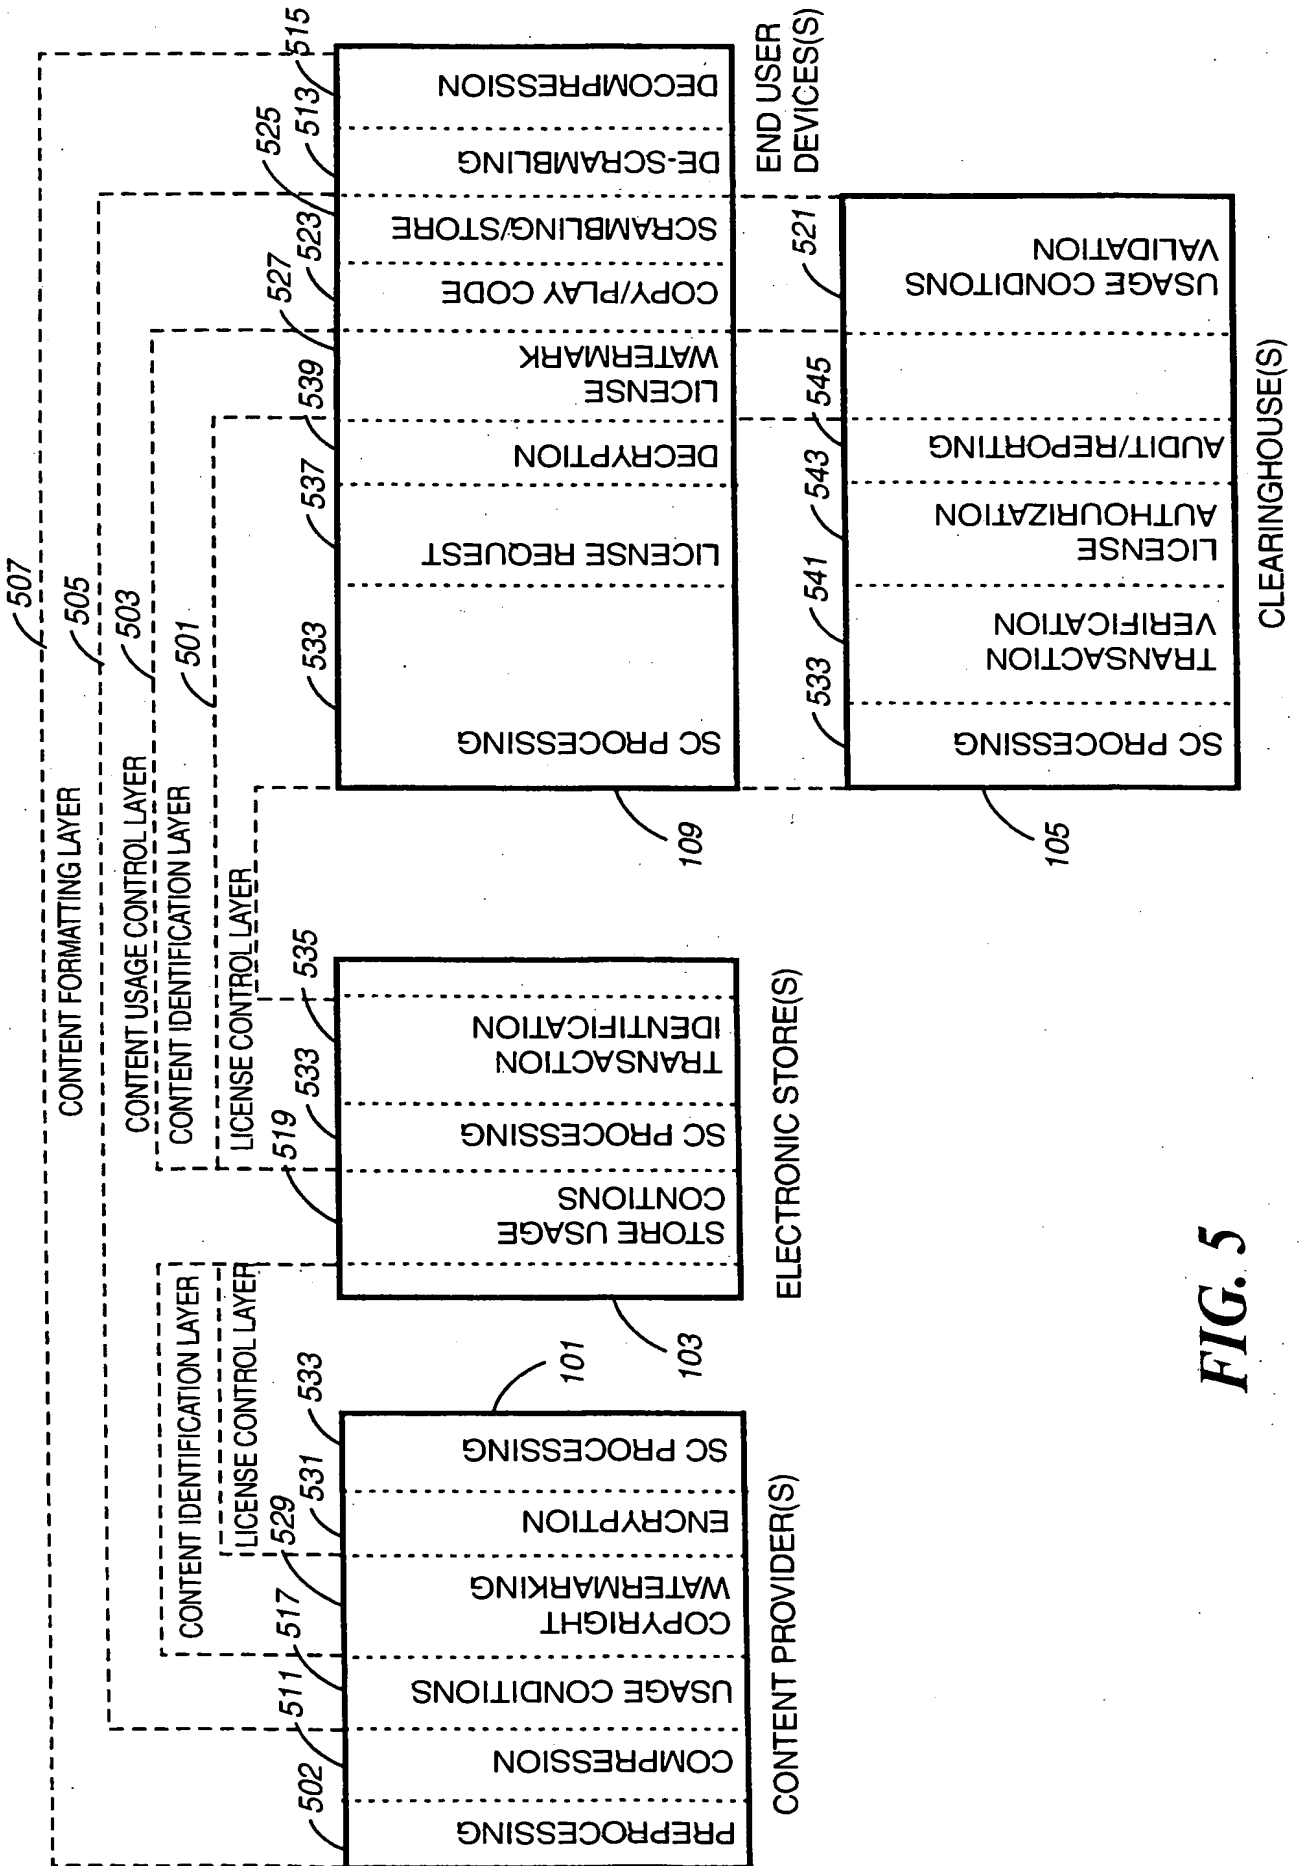 507
CONTENT FORMATTING LAYER
505
CONTENT USAGE CONTROL LAYER
503
CONTENT IDENTIFICATION LAYER
501
LICENSE CONTROL LAYER
CONTENT IDENTIFICATION LAYER
LICENSE CONTROL LAYER
502
511
517
529
531
533
101
PREPROCESSING
COMPRESSION
USAGE CONDITIONS
COPYRIGHT
WATERMARKING
ENCRYPTION
SC PROCESSING
CONTENT PROVIDER(S)
519
533
535
103
STORE USAGE
CONTIONS
SC PROCESSING
TRANSACTION
IDENTIFICATION
ELECTRONIC STORE(S)
533
537
539
527
523
525
513
515
109
SC PROCESSING
LICENSE REQUEST
DECRYPTION
LICENSE
WATERMARK
COPY/PLAY CODE
SCRAMBLING/STORE
DE-SCRAMBLING
DECOMPRESSION
END USER
DEVICES(S)
533
541
543
545
521
105
SC PROCESSING
TRANSACTION
VERIFICATION
LICENSE
AUTHOURIZATION
AUDIT/REPORTING
USAGE CONDITONS
VALIDATION
CLEARINGHOUSE(S)
FIG. 5